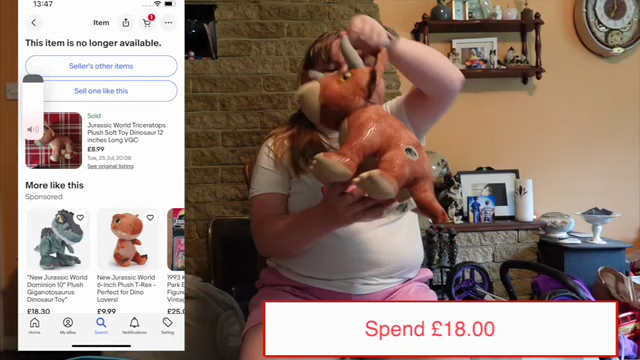 13:47
Item
1
This item is no longer available.
Seller's other items
Sell one like this
Sold
Jurassic World Triceratops
Plush Soft Toy Dinosaur 12
inches Long VGC
£8.99
Tue, 25 Jul, 20:08
See original listing
More like this
Sponsored
"New Jurassic World
Dominion 10" Plush
Giganotosaurus
Dinosaur Toy"
£18.30
New Jurassic World
6-Inch Plush T-Rex -
Perfect for Dino
Lovers!
£9.99
1993 K
Park E
Figure
Vintag
£25.0
Home
My eBay
Search
Notifications
Selling
Spend £18.00